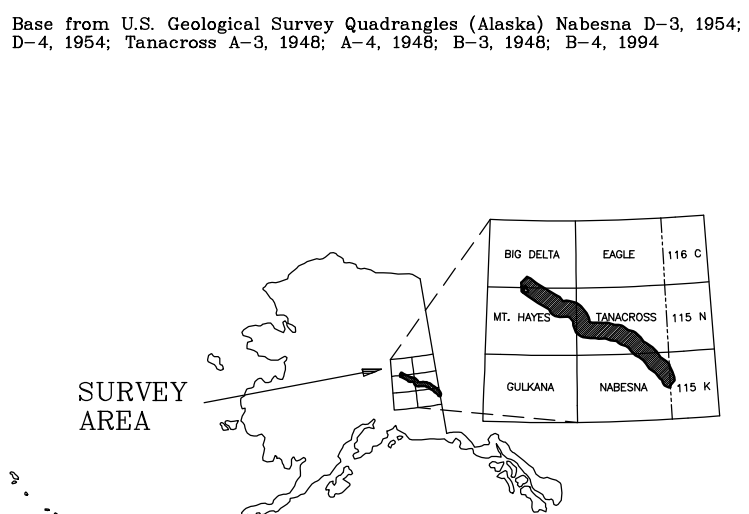 Base from U.S. Geological Survey Quadrangles (Alaska) Nabesna D-3, 1954;
D-4, 1954; Tanacross A-3, 1948; A-4, 1948; B-3, 1948; B-4, 1994
BIG DELTA
EAGLE
116 C
MT. HAYES
TANACROSS
115 N
GULKANA
NABESNA
115 K
SURVEY
AREA